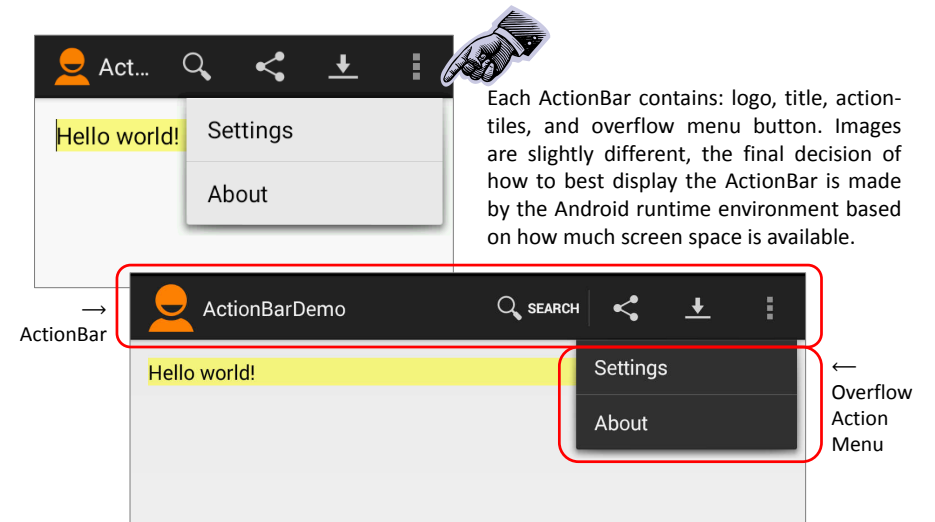 Act...
Settings
Hello world!
About
Each ActionBar contains: logo, title, action-
tiles, and overflow menu button. Images
are slightly different, the final decision of
how to best display the ActionBar is made
by the Android runtime environment based
on how much screen space is available.
→
ActionBar
ActionBarDemo
SEARCH
Hello world!
Settings
About
←
Overflow
Action
Menu